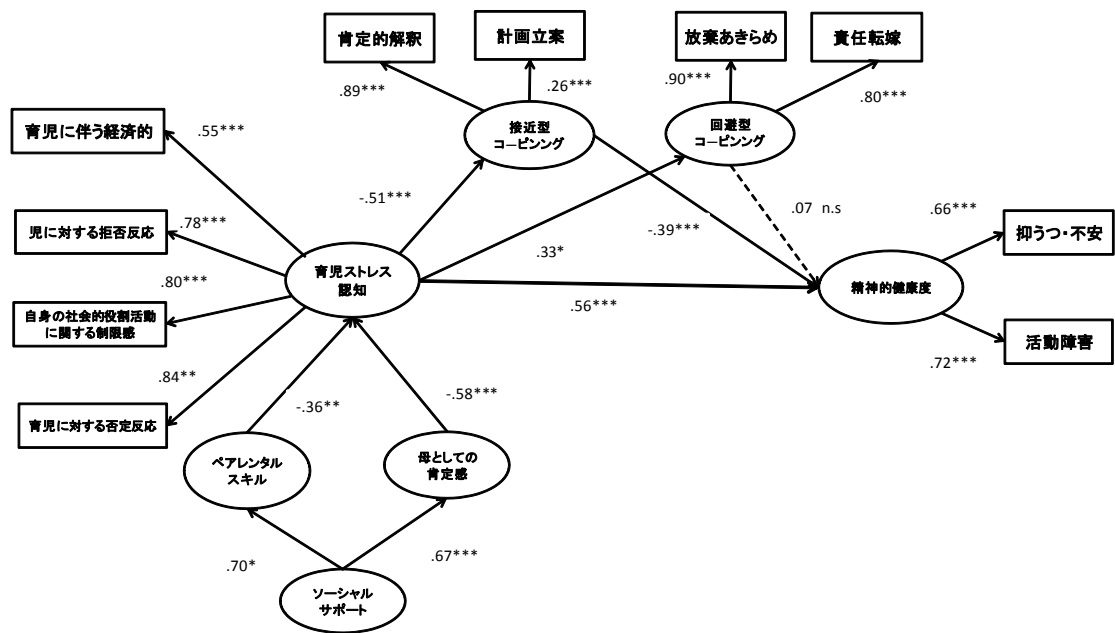 肯定的解釈
計画立案
放棄あきらめ
責任転嫁
.89***
.26***
.90***
.80***
育児に伴う経済的
.55***
接近型
コーピンング
回避型
コーピンング
-.51***
児に対する拒否反応
.78***
.07 n.s
.66***
抑うつ・不安
-.39***
.33*
育児ストレス
認知
.80***
精神的健康度
自身の社会的役割活動
に関する制限感
.56***
活動障害
.72***
.84**
-.36**
-.58***
育児に対する否定反応
ペアレンタル
スキル
母としての
肯定感
.70*
.67***
ソーシャル
サポート